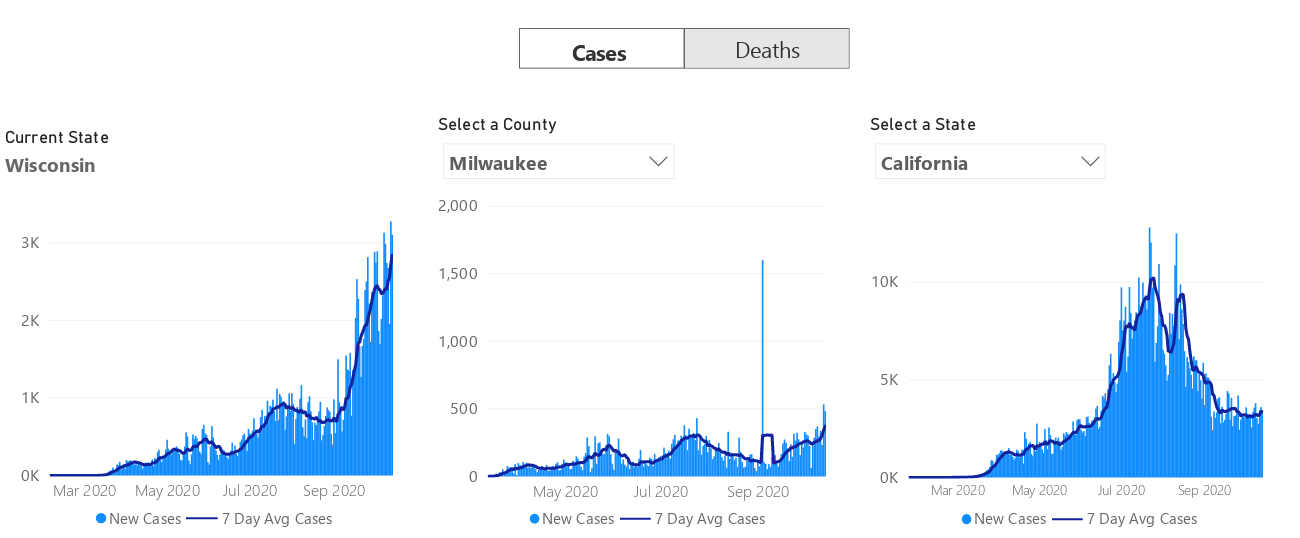 Cases
Deaths
Current State
Wisconsin
3K
2K
1K
0K
Mar 2020 May 2020 Jul 2020 Sep 2020
New Cases 7 Day Avg Cases
Select a County
Milwaukee
2,000
1,500
1,000
500
0
May 2020 Jul 2020 Sep 2020
New Cases 7 Day Avg Cases
Select a State
California
10K
5K
0K
Mar 2020 May 2020 Jul 2020 Sep 2020
New Cases 7 Day Avg Cases